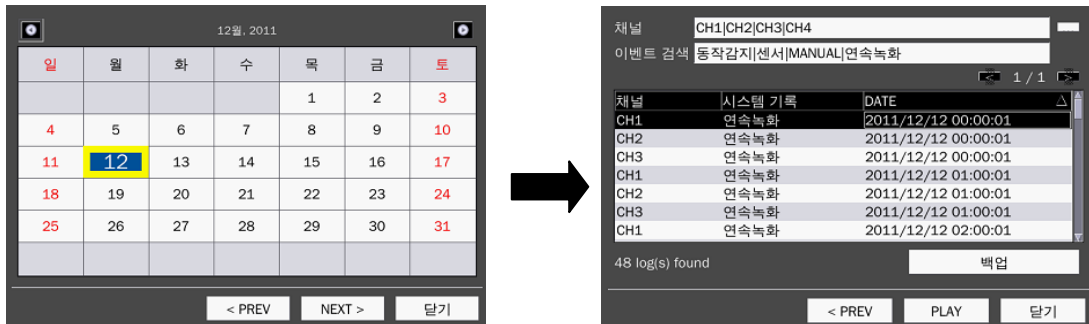 12월, 2011
일 월 화 수 목 금 토
1 2 3
4 5 6 7 8 9 10
11 12 13 14 15 16 17
18 19 20 21 22 23 24
25 26 27 28 29 30 31
< PREV NEXT > 닫기
채널 CH1|CH2|CH3|CH4
이벤트 검색 동작감지|센서|MANUAL|연속녹화
< 1 / 1 >
채널 시스템 기록 DATE
CH1 연속녹화 2011/12/12 00:00:01
CH2 연속녹화 2011/12/12 00:00:01
CH3 연속녹화 2011/12/12 00:00:01
CH1 연속녹화 2011/12/12 01:00:01
CH2 연속녹화 2011/12/12 01:00:01
CH3 연속녹화 2011/12/12 01:00:01
CH1 연속녹화 2011/12/12 02:00:01
48 log(s) found 백업
< PREV PLAY 닫기